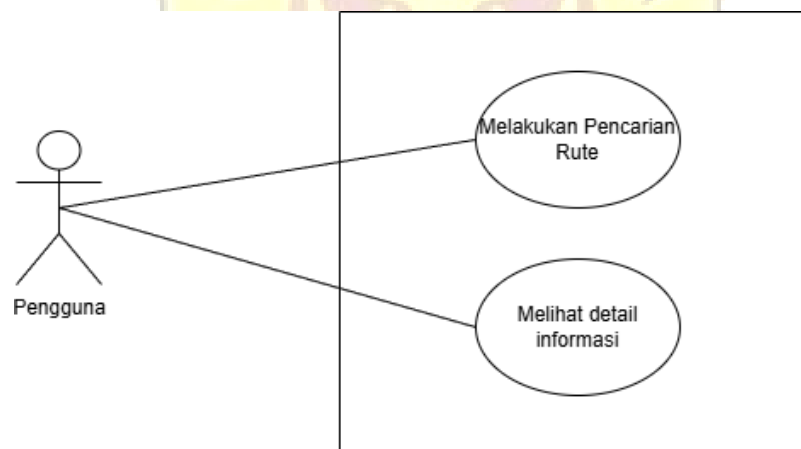 Melakukan Pencarian
Rute
Pengguna
Melihat detail
informasi